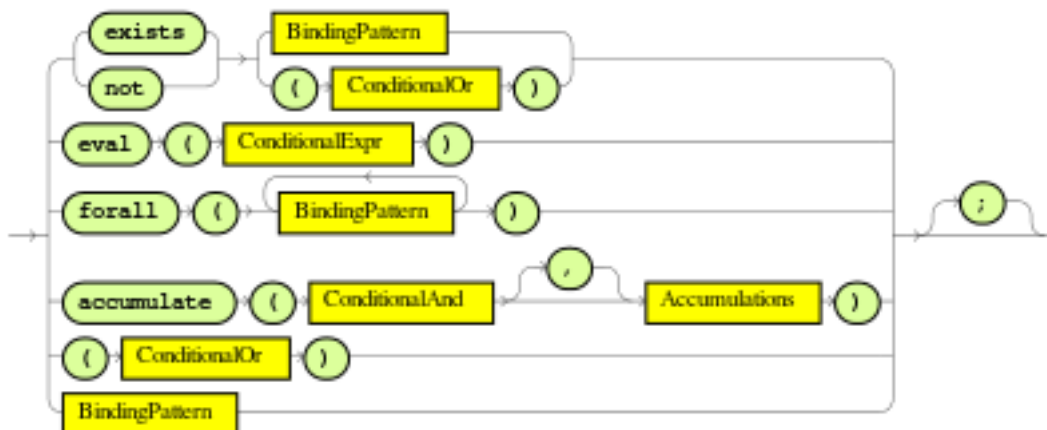 exists BindingPattern
not ( ConditionalOr )
eval ( ConditionalExpr )
forall ( BindingPattern ) ;
accumulate ( ConditionalAnd , Accumulations )
( ConditionalOr )
BindingPattern